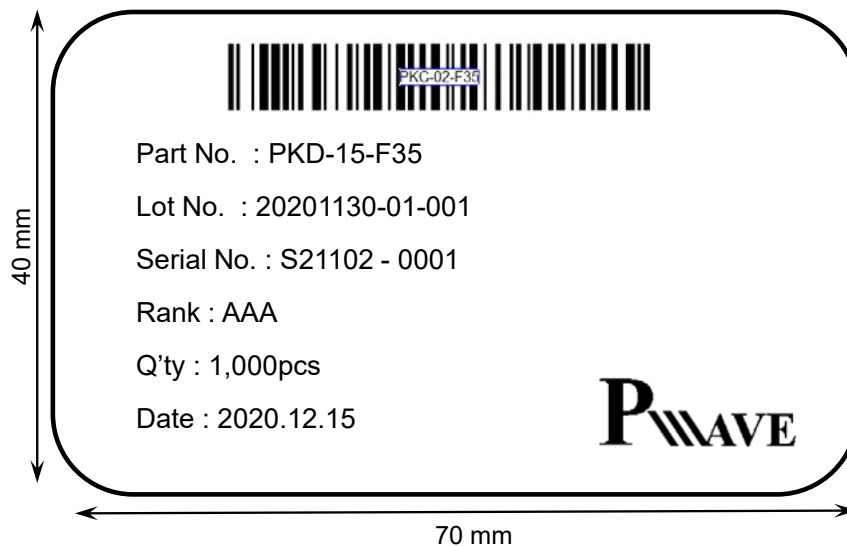 PKC-02-F35
Part No. : PKD-15-F35
Lot No. : 20201130-01-001
Serial No. : S21102 - 0001
Rank : AAA
Q'ty : 1,000pcs
Date : 2020.12.15
PWAVE
40 mm
70 mm